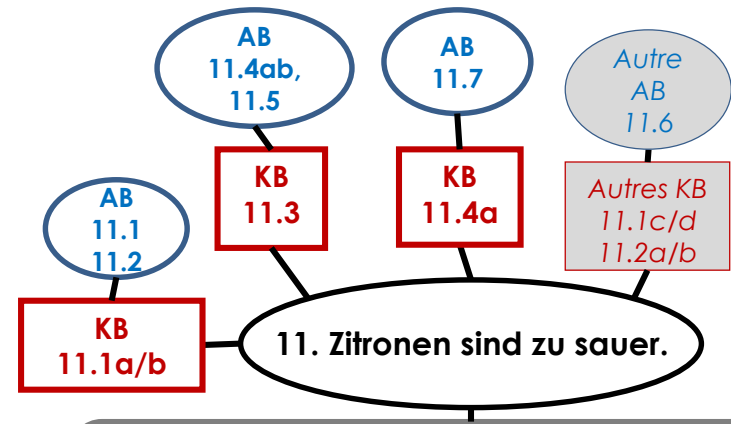 AB
11.4ab,
11.5
AB
11.7
Autre
AB
11.6
KB
11.3
KB
11.4a
Autres KB
11.1c/d
11.2a/b
AB
11.1
11.2
KB
11.1a/b
11. Zitronen sind zu sauer.